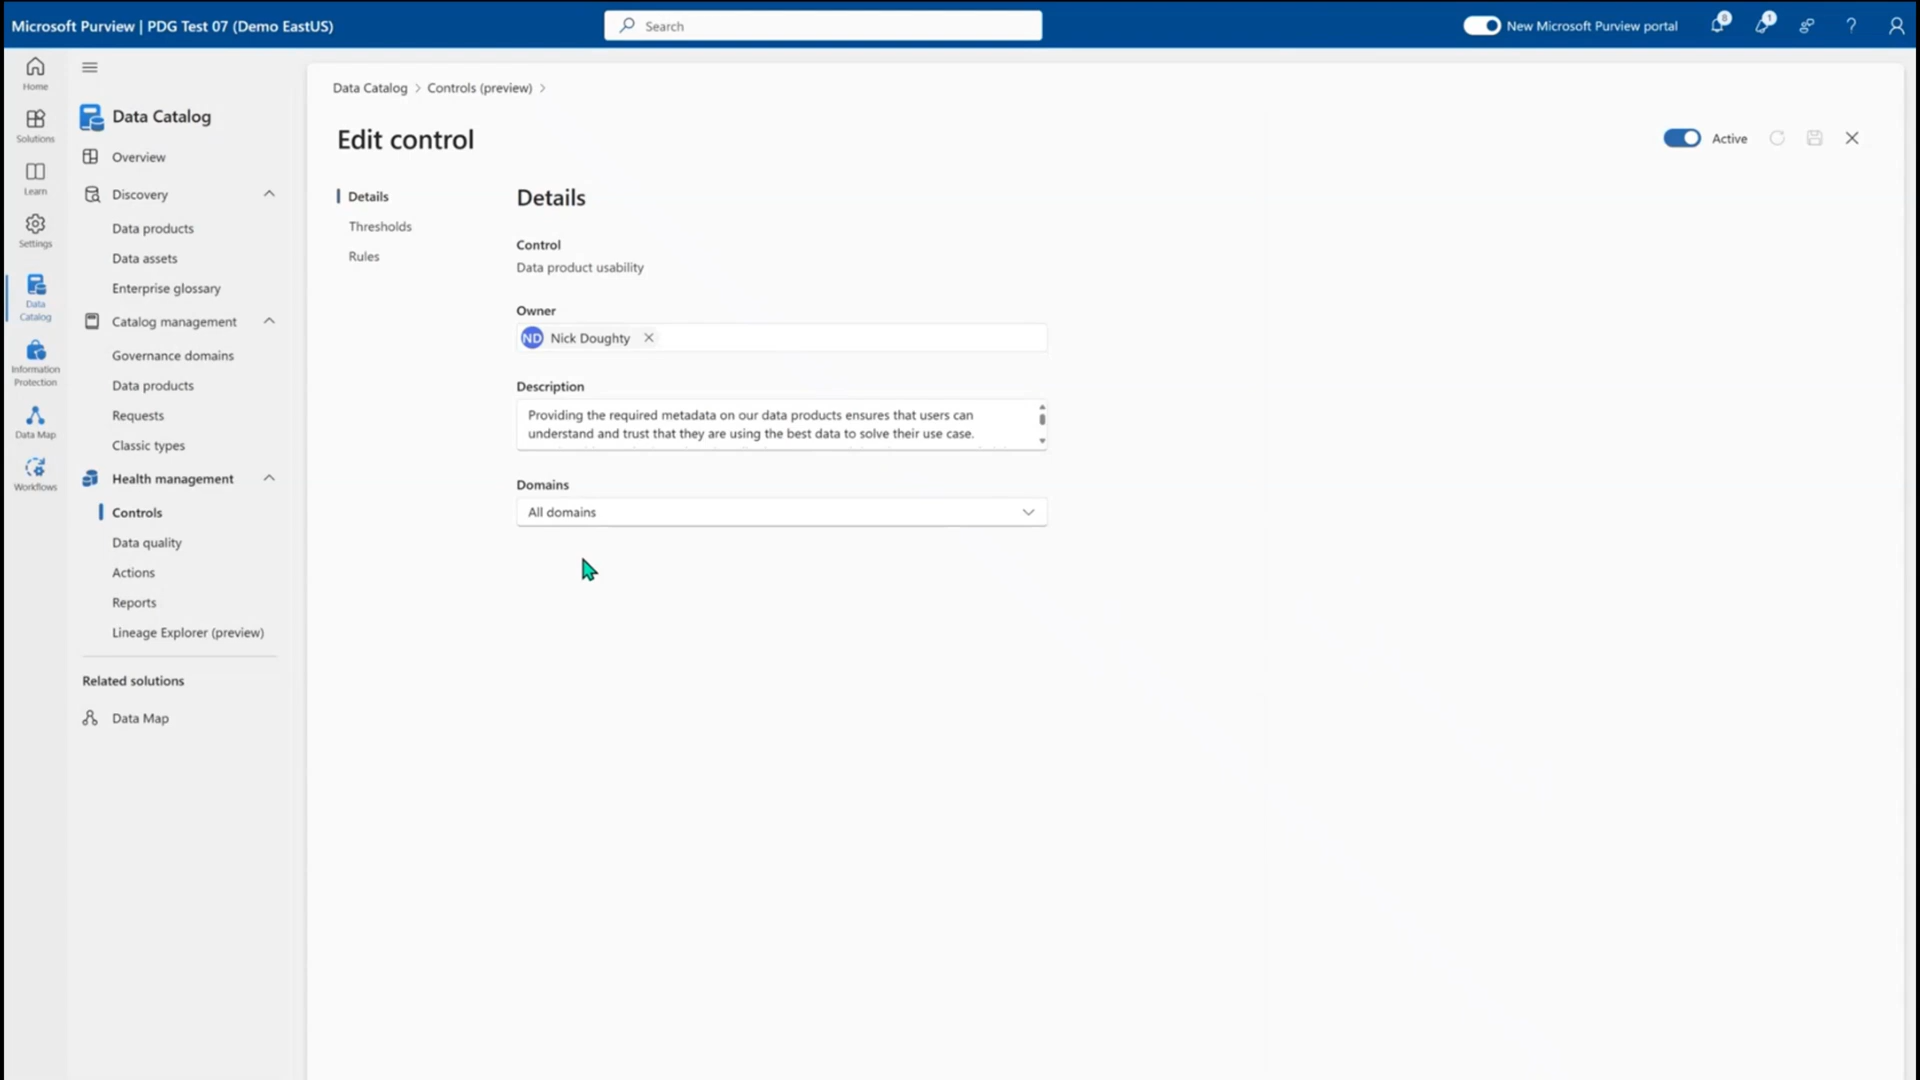 Microsoft Purview | PDG Test 07 (Demo EastUS)
Search
New Microsoft Purview portal
8
1
?
Home
Solutions
Learn
Settings
Data
Catalog
Information
Protection
Data Map
Workflows
Data Catalog
Overview
Discovery
Data products
Data assets
Enterprise glossary
Catalog management
Governance domains
Data products
Requests
Classic types
Health management
Controls
Data quality
Actions
Reports
Lineage Explorer (preview)
Related solutions
Data Map
Data Catalog > Controls (preview) >
Edit control
Active
Details
Thresholds
Rules
Details
Control
Data product usability
Owner
ND Nick Doughty
Description
Providing the required metadata on our data products ensures that users can
understand and trust that they are using the best data to solve their use case.
Domains
All domains